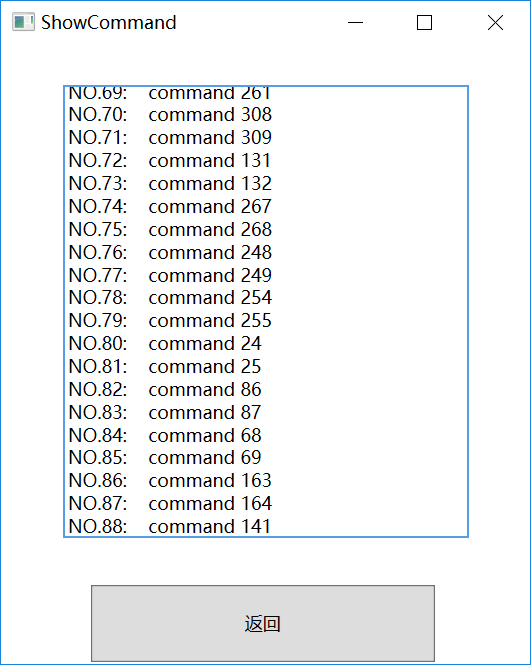 ShowCommand
NO.69: command 261
NO.70: command 308
NO.71: command 309
NO.72: command 131
NO.73: command 132
NO.74: command 267
NO.75: command 268
NO.76: command 248
NO.77: command 249
NO.78: command 254
NO.79: command 255
NO.80: command 24
NO.81: command 25
NO.82: command 86
NO.83: command 87
NO.84: command 68
NO.85: command 69
NO.86: command 163
NO.87: command 164
NO.88: command 141
返回